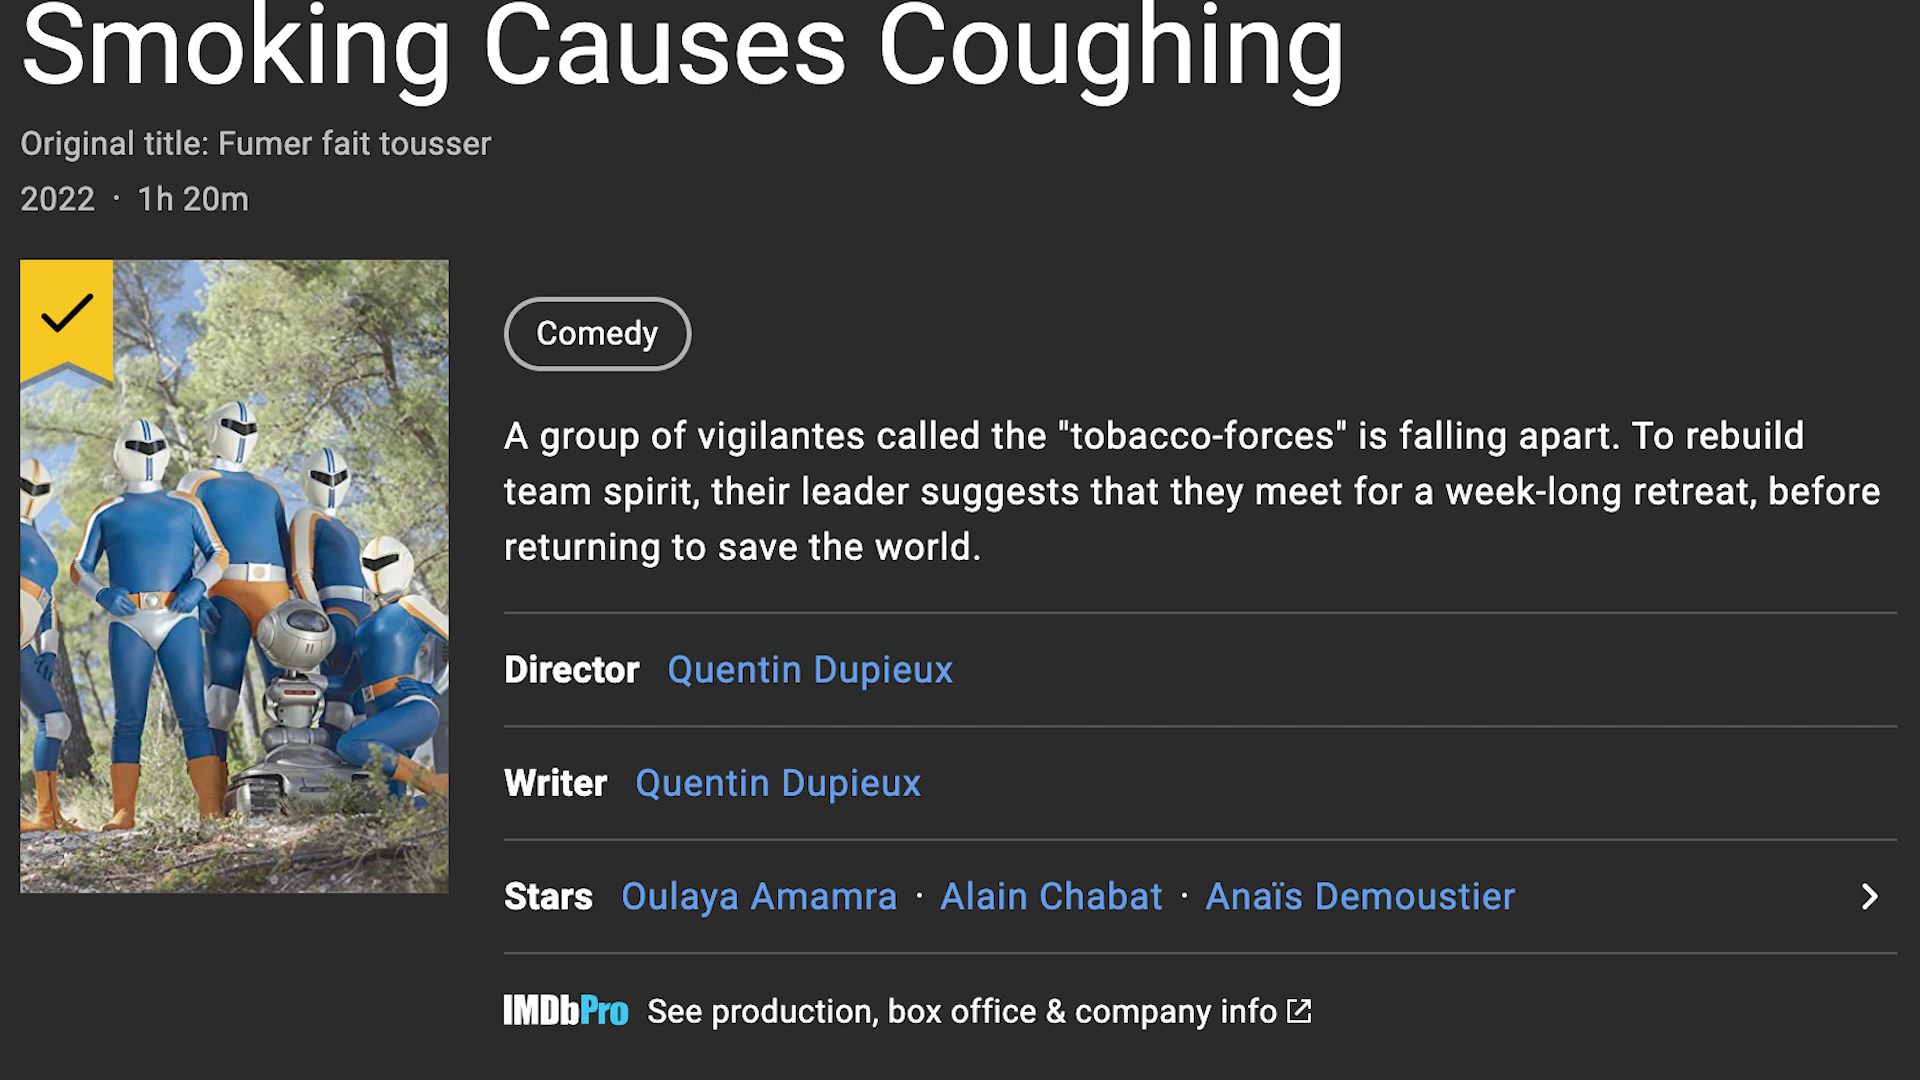 Smoking Causes Coughing
Original title: Fumer fait tousser
2022 · 1h 20m
Comedy
A group of vigilantes called the "tobacco-forces" is falling apart. To rebuild
team spirit, their leader suggests that they meet for a week-long retreat, before
returning to save the world.
Director Quentin Dupieux
Writer Quentin Dupieux
Stars Oulaya Amamra · Alain Chabat · Anaïs Demoustier
IMDbPro See production, box office & company info